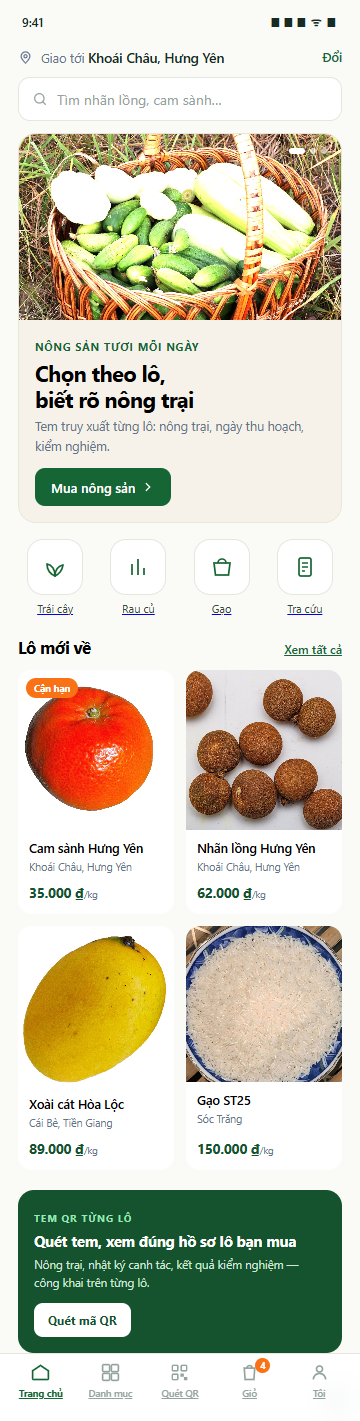 9:41
Giao tới Khoái Châu, Hưng Yên
Đổi
Tìm nhãn lồng, cam sành...
NÔNG SẢN TƯƠI MỖI NGÀY
Chọn theo lô,
biết rõ nông trại
Tem truy xuất từng lô: nông trại, ngày thu hoạch,
kiểm nghiệm.
Mua nông sản
Trái cây
Rau củ
Gạo
Tra cứu
Lô mới về
Xem tất cả
Cận hạn
Cam sành Hưng Yên
Khoái Châu, Hưng Yên
35.000 ₫/kg
Nhãn lồng Hưng Yên
Khoái Châu, Hưng Yên
62.000 ₫/kg
Xoài cát Hòa Lộc
Cái Bè, Tiền Giang
89.000 ₫/kg
Gạo ST25
Sóc Trăng
150.000 ₫/kg
TEM QR TỪNG LÔ
Quét tem, xem đúng hồ sơ lô bạn mua
Nông trại, nhật ký canh tác, kết quả kiểm nghiệm —
công khai trên từng lô.
Quét mã QR
4
Trang chủ
Danh mục
Quét QR
Giỏ
Tôi